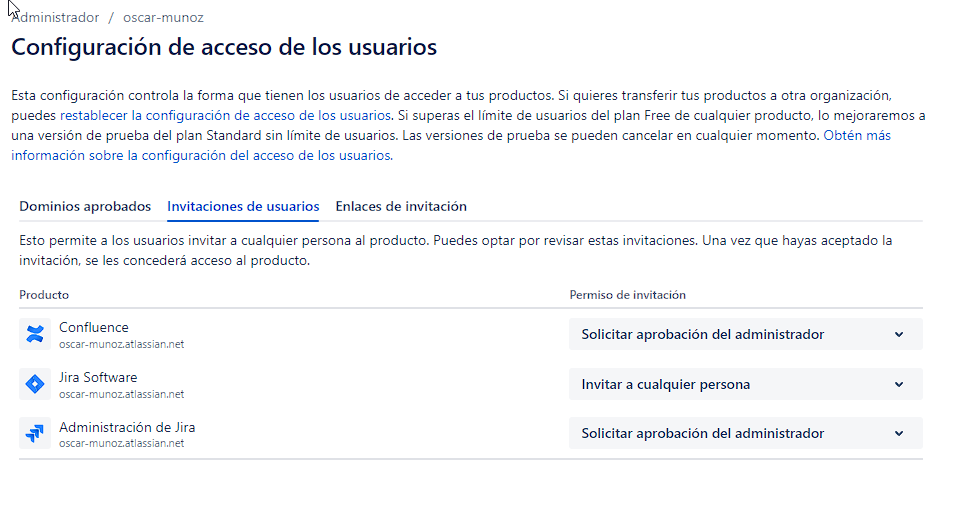 Administrador / oscar-munoz
Configuración de acceso de los usuarios
Esta configuración controla la forma que tienen los usuarios de acceder a tus productos. Si quieres transferir tus productos a otra organización,
puedes restablecer la configuración de acceso de los usuarios. Si superas el límite de usuarios del plan Free de cualquier producto, lo mejoraremos a
una versión de prueba del plan Standard sin límite de usuarios. Las versiones de prueba se pueden cancelar en cualquier momento. Obtén más
información sobre la configuración del acceso de los usuarios.
Dominios aprobados Invitaciones de usuarios Enlaces de invitación
Esto permite a los usuarios invitar a cualquier persona al producto. Puedes optar por revisar estas invitaciones. Una vez que hayas aceptado la
invitación, se les concederá acceso al producto.
Producto Permiso de invitación
Confluence
oscar-munoz.atlassian.net
Solicitar aprobación del administrador
Jira Software
oscar-munoz.atlassian.net
Invitar a cualquier persona
Administración de Jira
oscar-munoz.atlassian.net
Solicitar aprobación del administrador